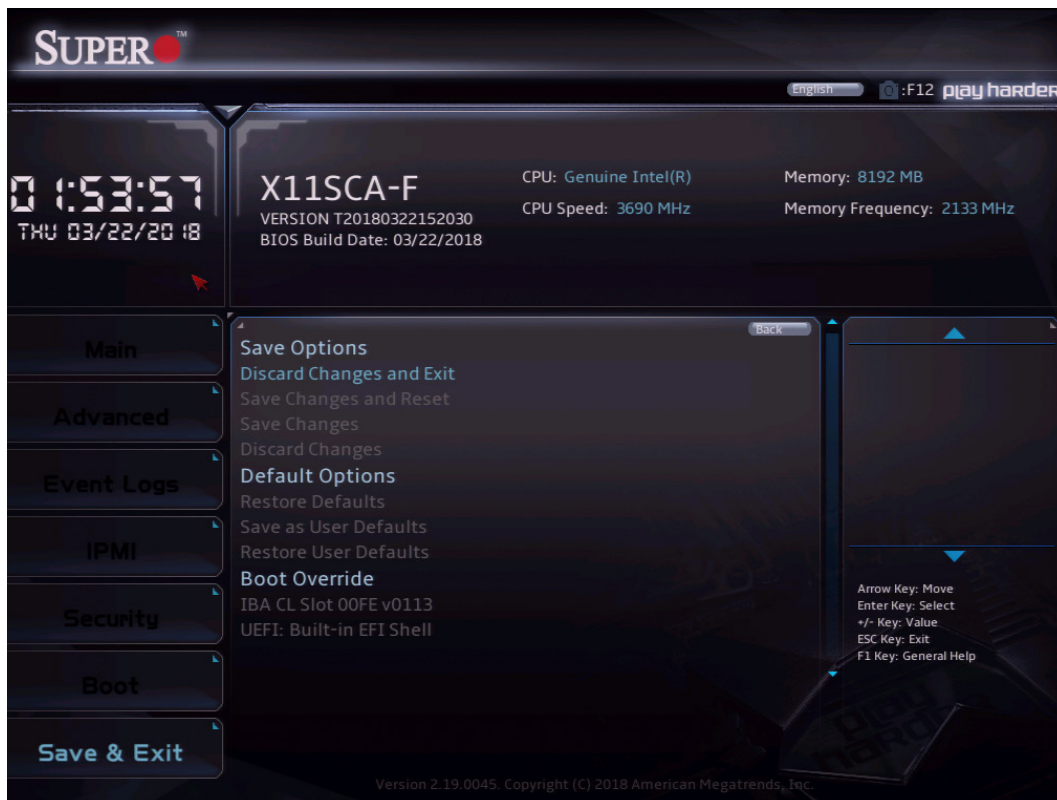 SUPER™
English :F12 play harder
01:53:57
THU 03/22/2018
X11SCA-F
VERSION T20180322152030
BIOS Build Date: 03/22/2018
CPU: Genuine Intel(R)
CPU Speed: 3690 MHz
Memory: 8192 MB
Memory Frequency: 2133 MHz
Main
Advanced
Event Logs
IPMI
Security
Boot
Save & Exit
Back
Save Options
Discard Changes and Exit
Save Changes and Reset
Save Changes
Discard Changes
Default Options
Restore Defaults
Save as User Defaults
Restore User Defaults
Boot Override
IBA CL Slot 00FE v0113
UEFI: Built-in EFI Shell
Arrow Key: Move
Enter Key: Select
+/- Key: Value
ESC Key: Exit
F1 Key: General Help
play
harder
Version 2.19.0045. Copyright (C) 2018 American Megatrends, Inc.